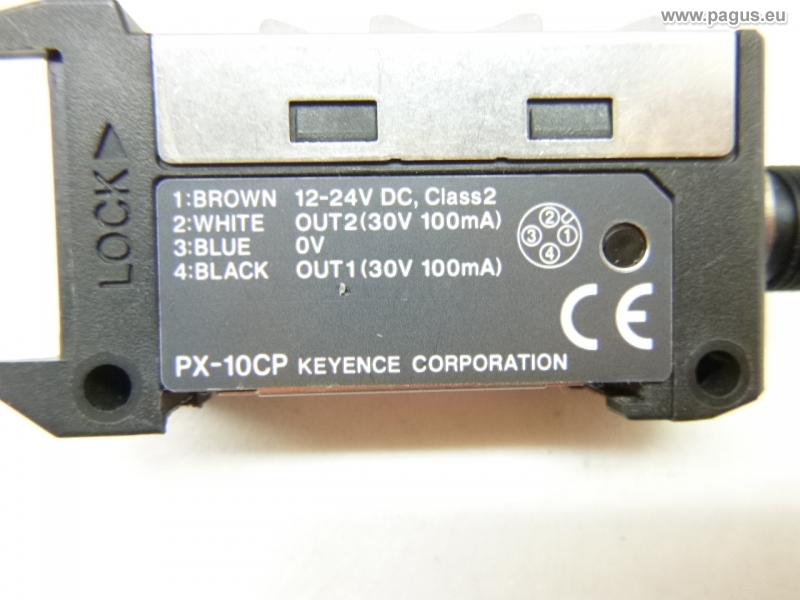 www.pagus.eu
LOCK >
1:BROWN 12-24V DC, Class2
2:WHITE OUT2(30V 100mA)
3:BLUE 0V
4:BLACK OUT1(30V 100mA)
2
3 1
4
CE
PX-10CP KEYENCE CORPORATION